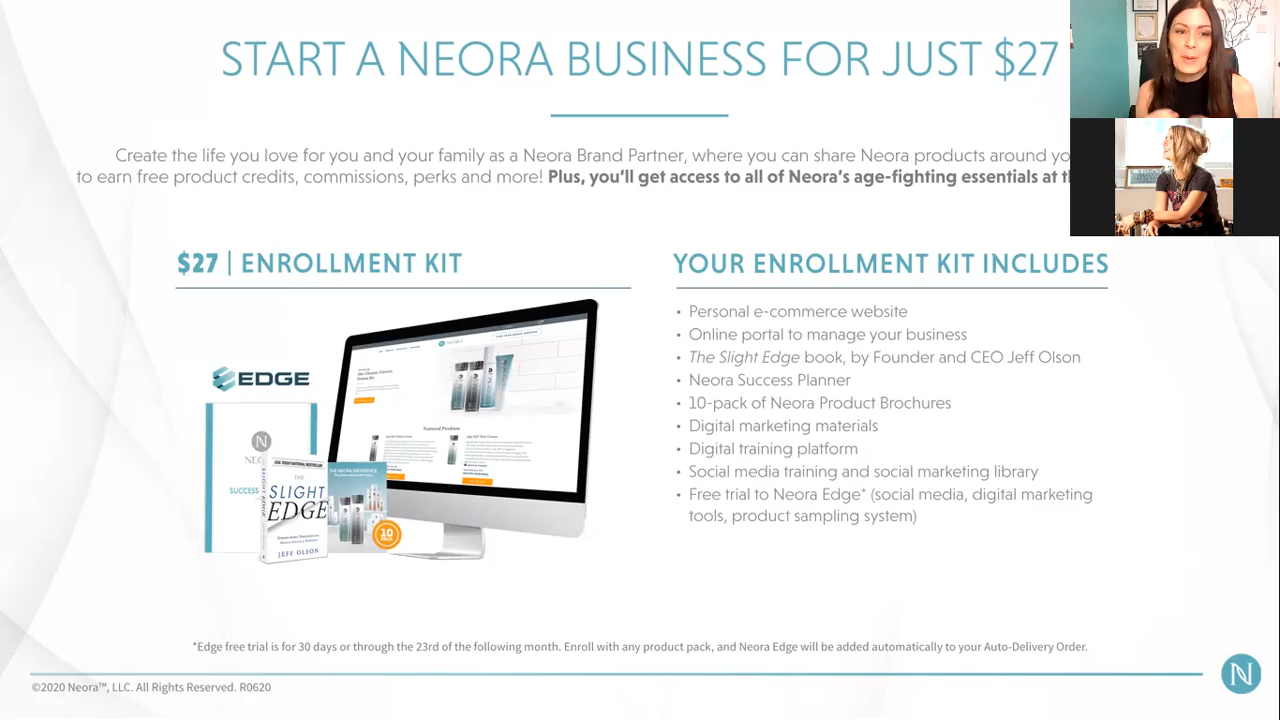 START A NEORA BUSINESS FOR JUST $27
Create the life you love for you and your family as a Neora Brand Partner, where you can share Neora products around
to earn free product credits, commissions, perks and more! Plus, you’ll get access to all of Neora’s age-fighting essentials at
$27 | ENROLLMENT KIT
EDGE
N
SUCCESS
THE
SLIGHT
EDGE
JEFF OLSON
THE NEORA DIFFERENCE
10
PACK
Featured Products
YOUR ENROLLMENT KIT INCLUDES
• Personal e-commerce website
• Online portal to manage your business
• The Slight Edge book, by Founder and CEO Jeff Olson
• Neora Success Planner
• 10-pack of Neora Product Brochures
• Digital marketing materials
• Digital training platform
• Social media training and social marketing library
• Free trial to Neora Edge* (social media, digital marketing
tools, product sampling system)
*Edge free trial is for 30 days or through the 23rd of the following month. Enroll with any product pack, and Neora Edge will be added automatically to your Auto-Delivery Order.
©2020 Neora™, LLC. All Rights Reserved. R0620
N